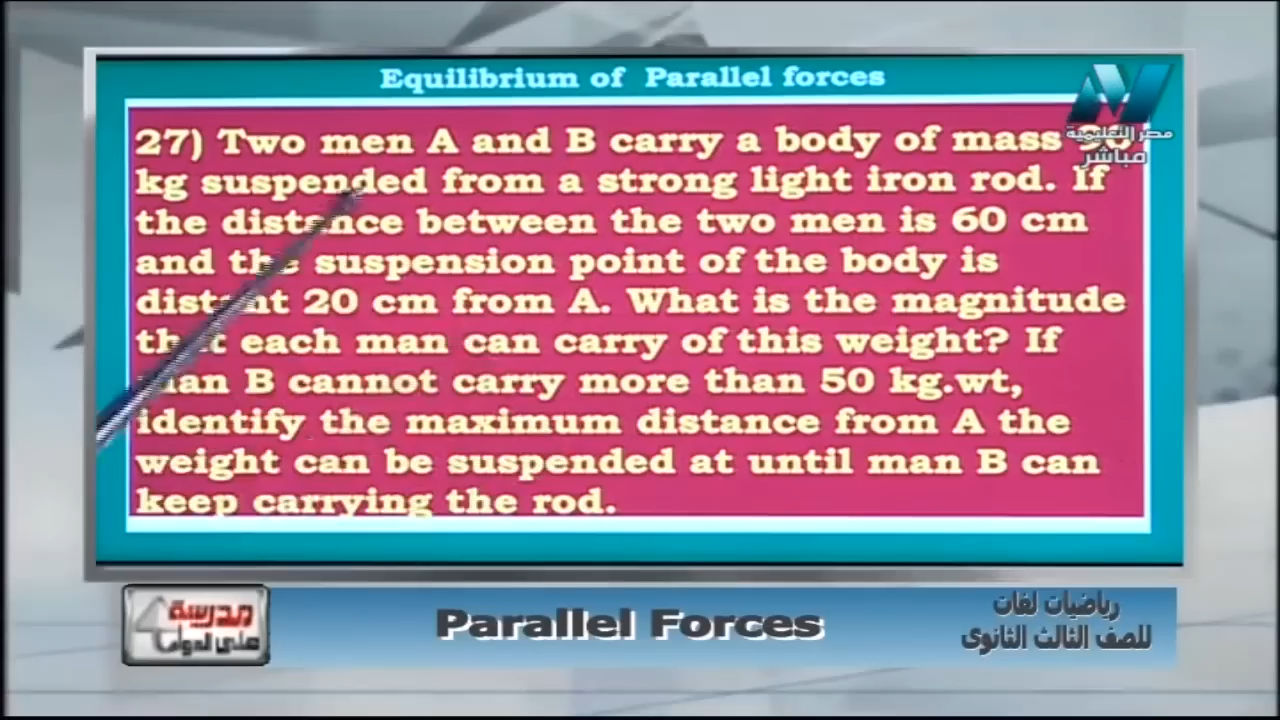 Equilibrium of Parallel forces
مصر التعليمية
مباشر
27) Two men A and B carry a body of mass
kg suspended from a strong light iron rod. If
the distance between the two men is 60 cm
and the suspension point of the body is
distant 20 cm from A. What is the magnitude
that each man can carry of this weight? If
man B cannot carry more than 50 kg.wt,
identify the maximum distance from A the
weight can be suspended at until man B can
keep carrying the rod.
مدرسة
على الهواء
Parallel Forces
رياضيات لغات
للصف الثالث الثانوى